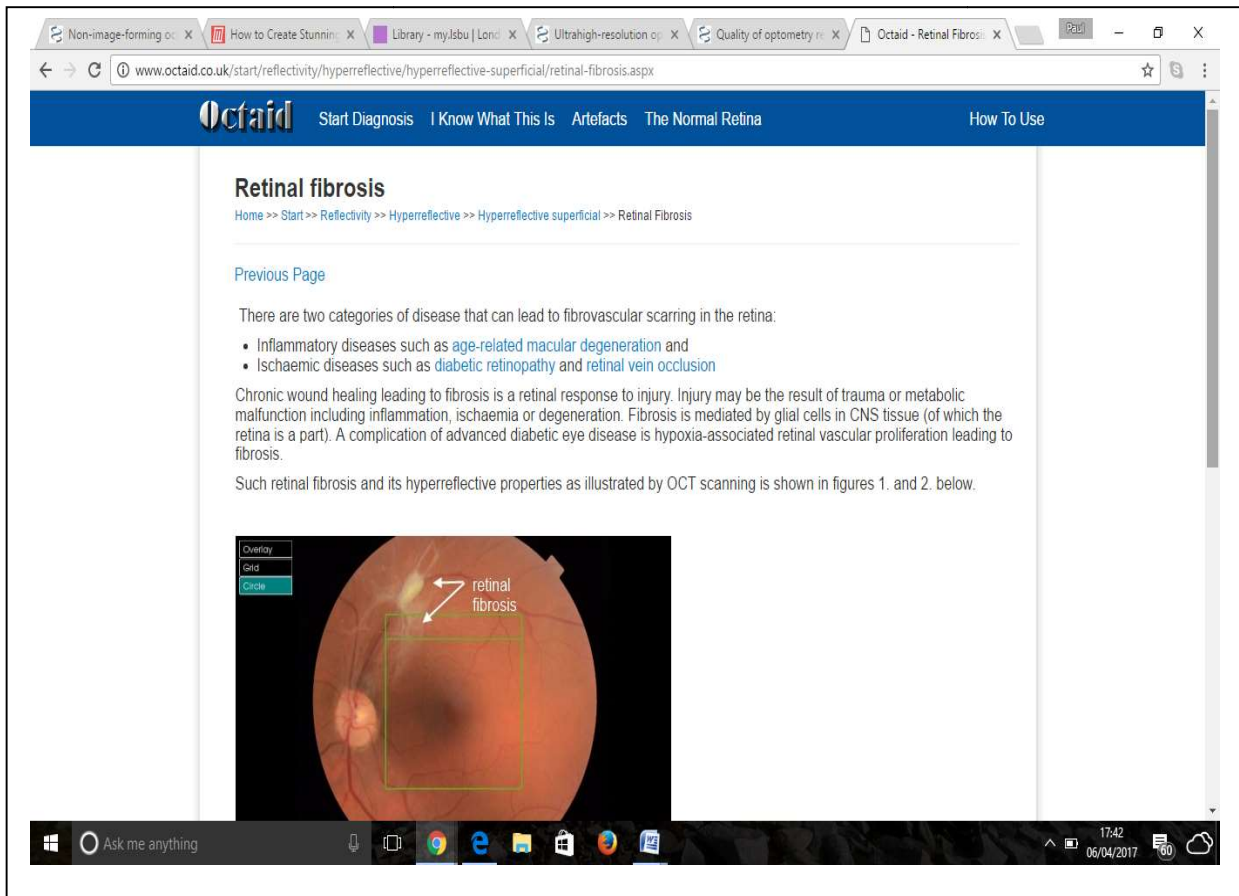 Non-image-forming oc
How to Create Stunning
Library - my.lsbu | Lond
Ultrahigh-resolution op
Quality of optometry re
Octaid - Retinal Fibrosis
Paul
www.octaid.co.uk/start/reflectivity/hyperreflective/hyperreflective-superficial/retinal-fibrosis.aspx
Octaid
Start Diagnosis I Know What This Is Artefacts The Normal Retina How To Use
Retinal fibrosis
Home >> Start >> Reflectivity >> Hyperreflective >> Hyperreflective superficial >> Retinal Fibrosis
Previous Page
There are two categories of disease that can lead to fibrovascular scarring in the retina:
• Inflammatory diseases such as age-related macular degeneration and
• Ischaemic diseases such as diabetic retinopathy and retinal vein occlusion
Chronic wound healing leading to fibrosis is a retinal response to injury. Injury may be the result of trauma or metabolic
malfunction including inflammation, ischaemia or degeneration. Fibrosis is mediated by glial cells in CNS tissue (of which the
retina is a part). A complication of advanced diabetic eye disease is hypoxia-associated retinal vascular proliferation leading to
fibrosis.
Such retinal fibrosis and its hyperreflective properties as illustrated by OCT scanning is shown in figures 1. and 2. below.
Overlay
Grid
Circle
retinal
fibrosis
Ask me anything
17:42
06/04/2017
60